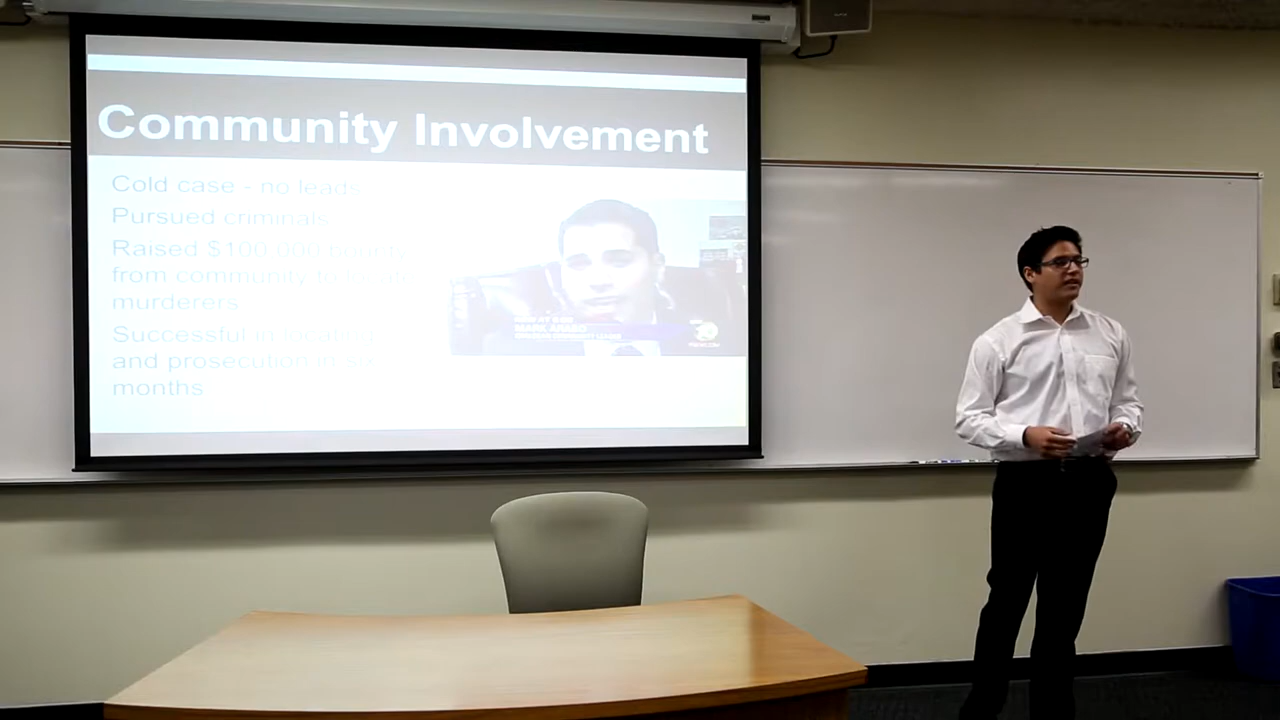 Community Involvement
Cold case - no leads
Pursued criminals
Raised $100,000 bounty
from community to locate
murderers
Successful in locating
and prosecution in six
months